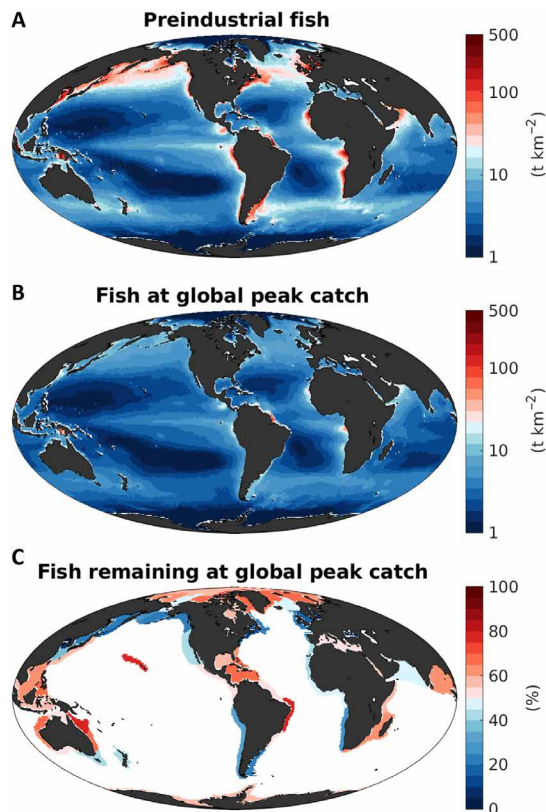 A
Preindustrial fish
500
100
10
1
(t km⁻²)
B
Fish at global peak catch
500
100
10
1
(t km⁻²)
C
Fish remaining at global peak catch
100
80
60
40
20
0
(%)